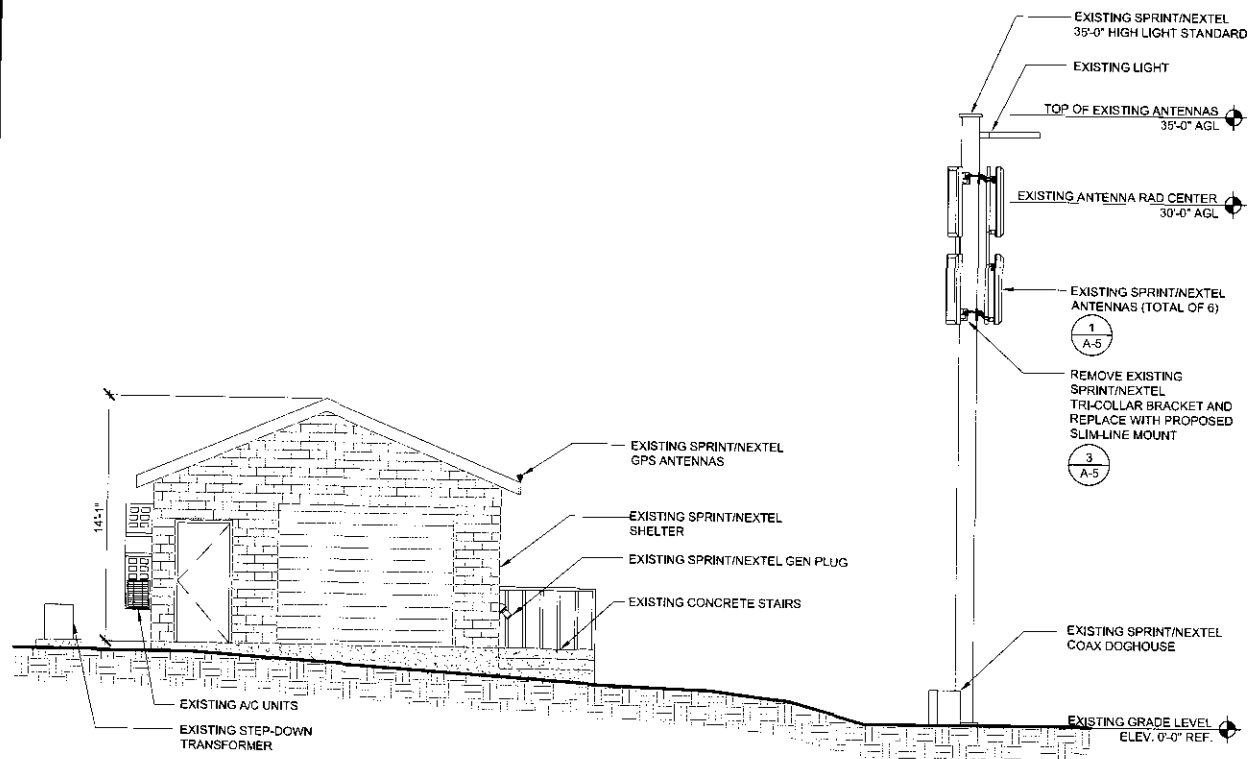 EXISTING SPRINT/NEXTEL
35'-0" HIGH LIGHT STANDARD
EXISTING LIGHT
TOP OF EXISTING ANTENNAS
35'-0" AGL
EXISTING ANTENNA RAD CENTER
30'-0" AGL
EXISTING SPRINT/NEXTEL
ANTENNAS (TOTAL OF 6)
1
A-5
REMOVE EXISTING
SPRINT/NEXTEL
TRI-COLLAR BRACKET AND
REPLACE WITH PROPOSED
SLIM-LINE MOUNT
3
A-5
EXISTING SPRINT/NEXTEL
GPS ANTENNAS
14'-1"
EXISTING SPRINT/NEXTEL
SHELTER
EXISTING SPRINT/NEXTEL GEN PLUG
EXISTING CONCRETE STAIRS
EXISTING SPRINT/NEXTEL
COAX DOGHOUSE
EXISTING A/C UNITS
EXISTING STEP-DOWN
TRANSFORMER
EXISTING GRADE LEVEL
ELEV. 0'-0" REF.